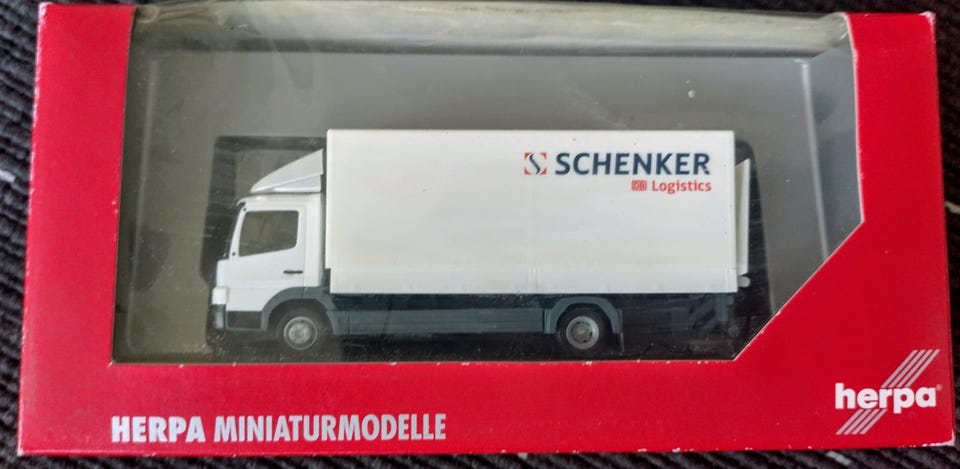 SCHENKER
DB Logistics
HERPA MINIATURMODELLE
herpa®